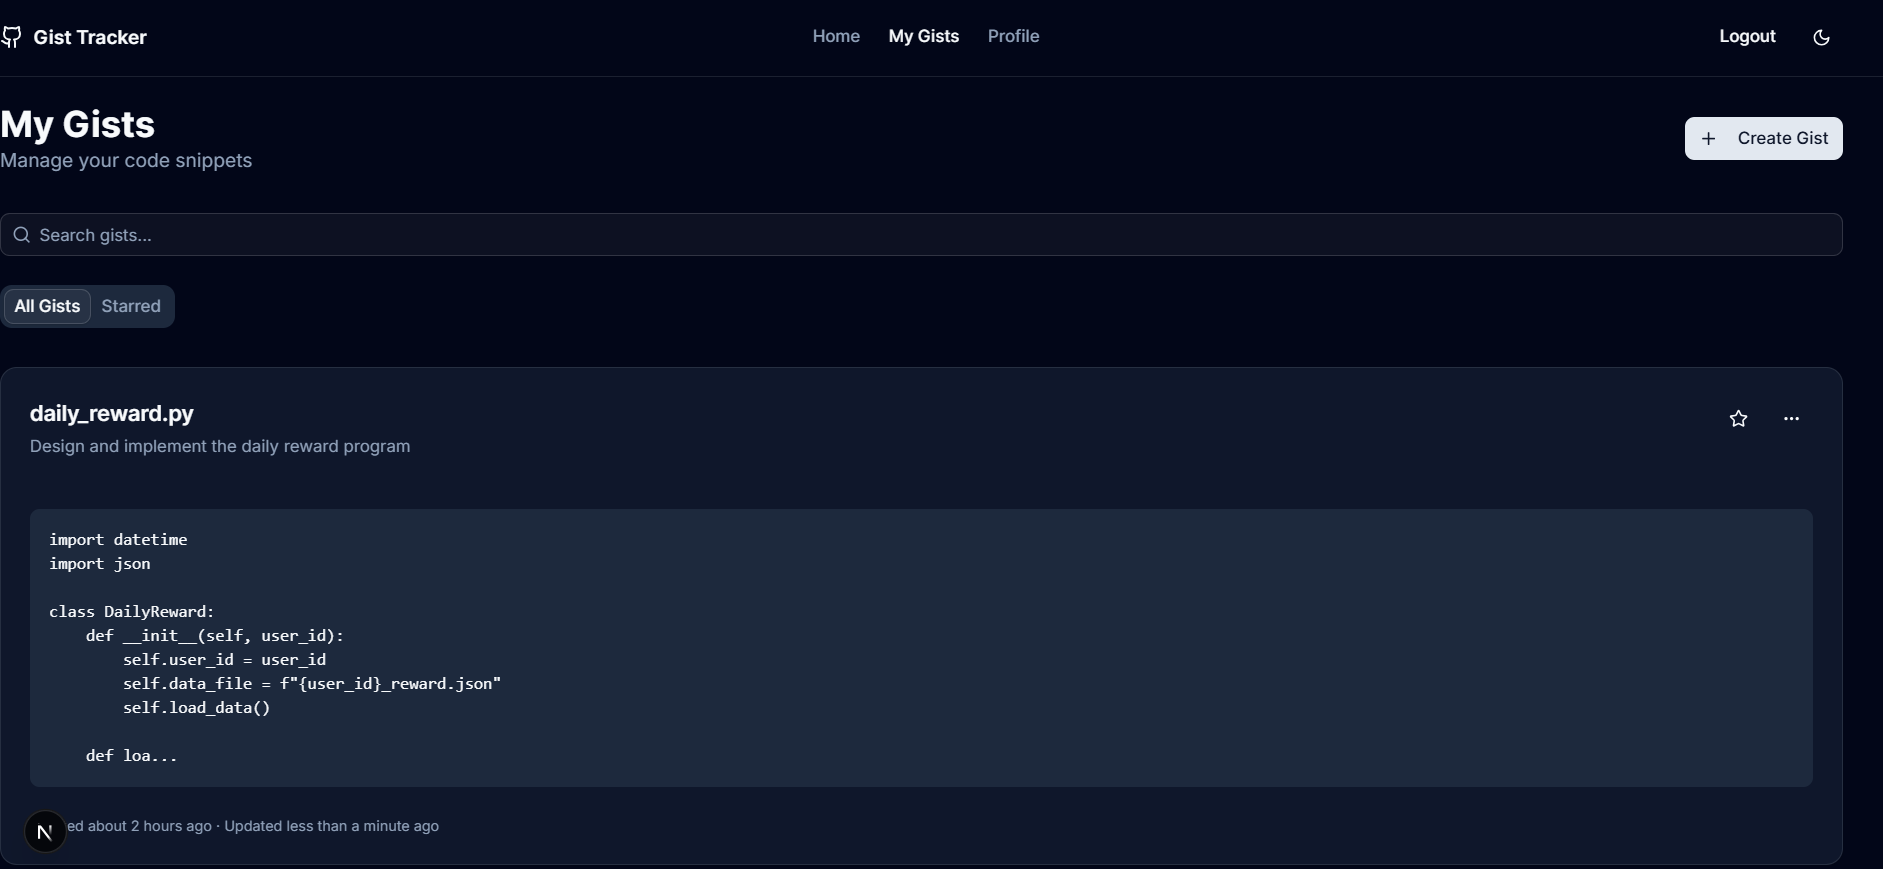 Gist Tracker
Home
My Gists
Profile
Logout
My Gists
Manage your code snippets
+ Create Gist
Search gists...
All Gists
Starred
daily_reward.py
Design and implement the daily reward program
import datetime
import json
class DailyReward:
    def __init__(self, user_id):
        self.user_id = user_id
        self.data_file = f"{user_id}_reward.json"
        self.load_data()
    def loa...
N
ed about 2 hours ago · Updated less than a minute ago